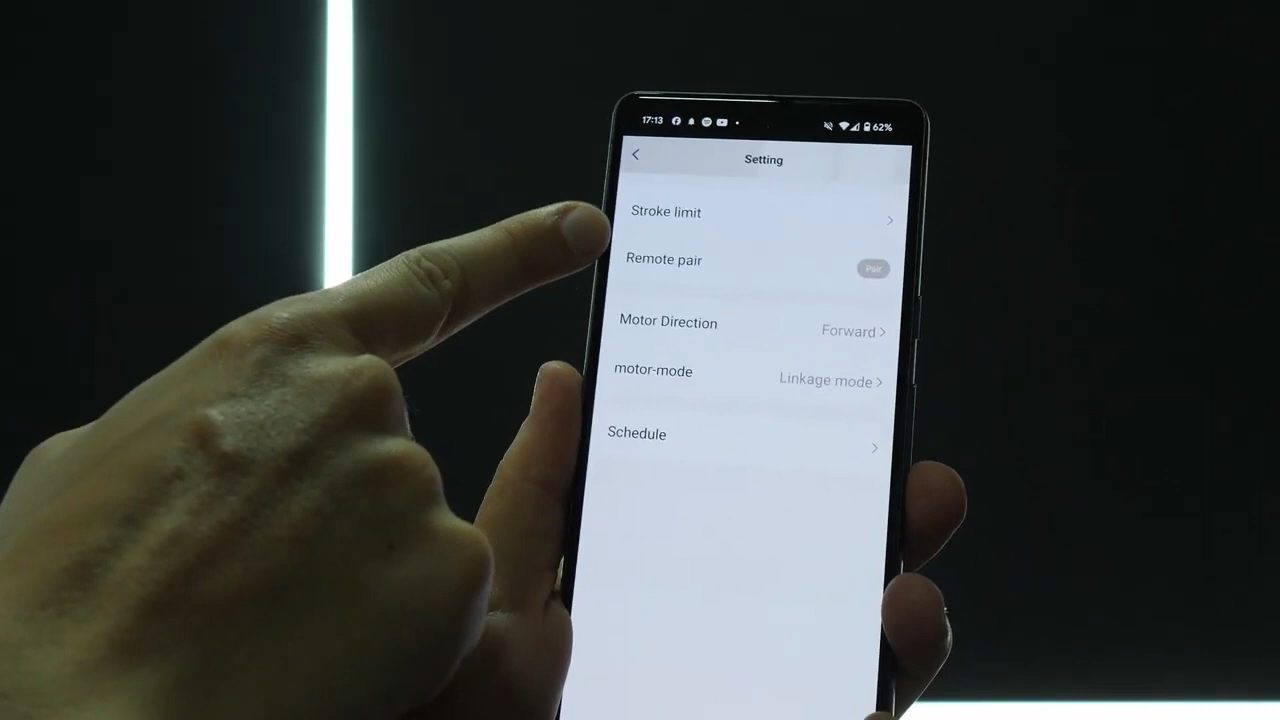 17:13 62%
Setting
Stroke limit
Remote pair Pair
Motor Direction Forward
motor-mode Linkage mode
Schedule